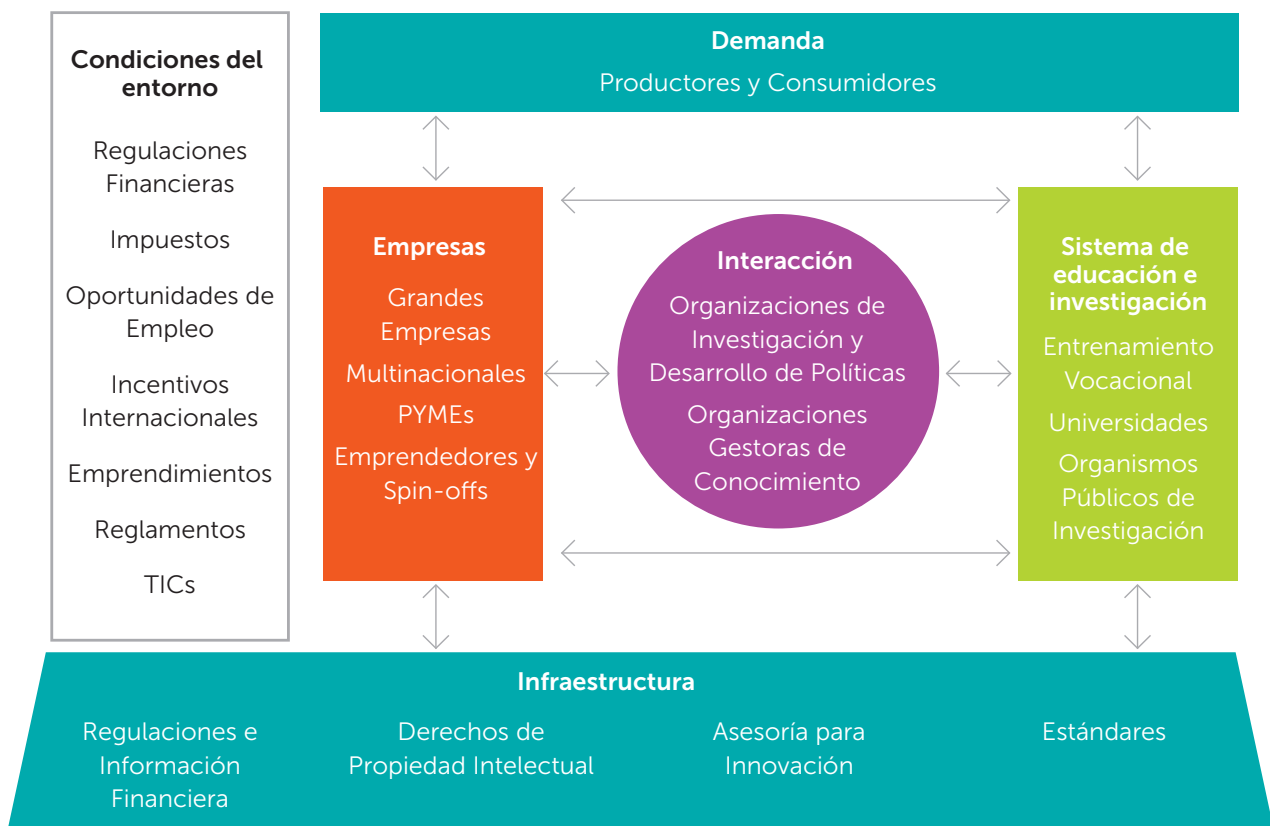 Condiciones del
entorno
Regulaciones
Financieras
Impuestos
Oportunidades de
Empleo
Incentivos
Internacionales
Emprendimientos
Reglamentos
TICs
Demanda
Productores y Consumidores
Empresas
Grandes
Empresas
Multinacionales
PYMEs
Emprendedores y
Spin-offs
Interacción
Organizaciones de
Investigación y
Desarrollo de Políticas
Organizaciones
Gestoras de
Conocimiento
Sistema de
educación e
investigación
Entrenamiento
Vocacional
Universidades
Organismos
Públicos de
Investigación
Infraestructura
Regulaciones e
Información
Financiera
Derechos de
Propiedad Intelectual
Asesoría para
Innovación
Estándares